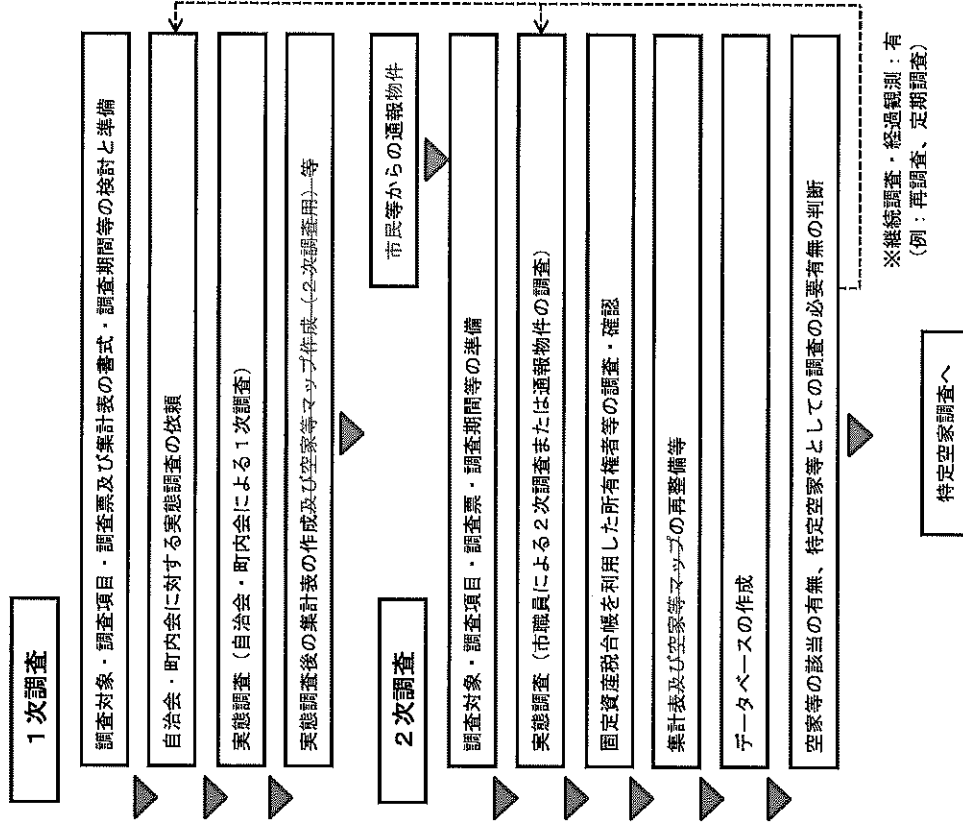 1次調査
調査対象・調査項目・調査票及び集計表の書式・調査期間等の検討と準備
自治会・町内会に対する実態調査の依頼
実態調査(自治会・町内会による1次調査)
実態調査後の集計表の作成及び空家等マップ作成(2次調査用)等
市民等からの通報物件
2次調査
調査対象・調査項目・調査票・調査期間等の準備
実態調査(市職員による2次調査または通報物件の調査)
固定資産税台帳を利用した所有権者等の調査・確認
集計表及び空家等マップの再整備等
データベースの作成
空家等の該当の有無、特定空家等としての調査の必要有無の判断
※継続調査・経過観測:有
(例:再調査、定期調査)
特定空家調査へ